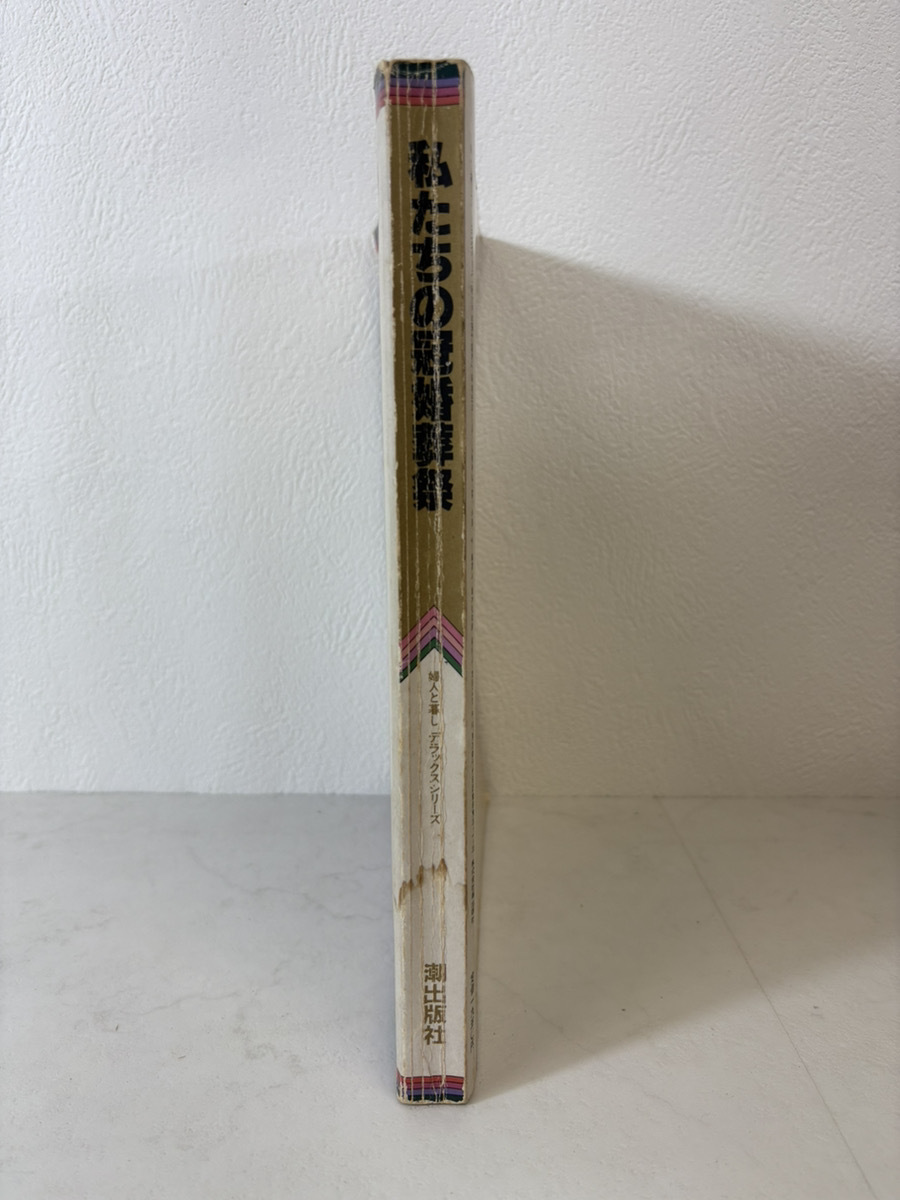 私たちの冠婚葬祭
婦人と暮し デラックスシリーズ
潮出版社